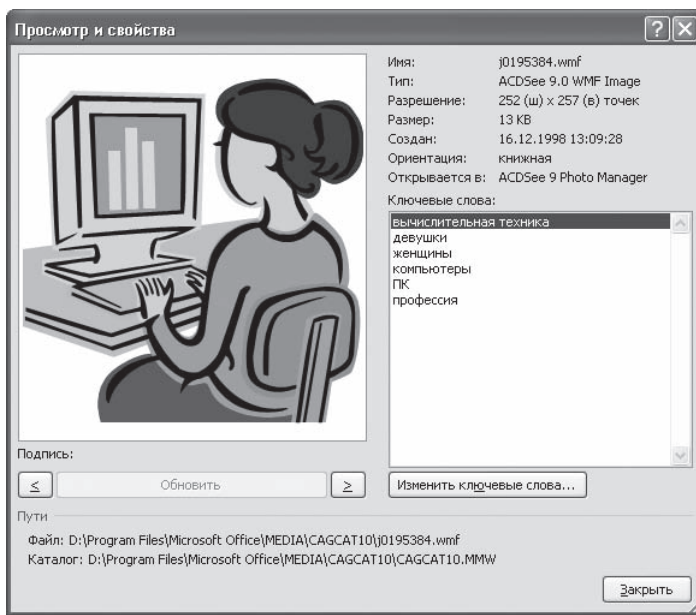 Просмотр и свойства
Имя: j0195384.wmf
Тип: ACDSee 9.0 WMF Image
Разрешение: 252 (ш) x 257 (в) точек
Размер: 13 KB
Создан: 16.12.1998 13:09:28
Ориентация: книжная
Открывается в: ACDSee 9 Photo Manager
Ключевые слова:
вычислительная техника
девушки
женщины
компьютеры
ПК
профессия
Подпись:
< Обновить >
Изменить ключевые слова...
Пути
Файл: D:\Program Files\Microsoft Office\MEDIA\CAGCAT10\j0195384.wmf
Каталог: D:\Program Files\Microsoft Office\MEDIA\CAGCAT10\CAGCAT10.MMW
Закрыть